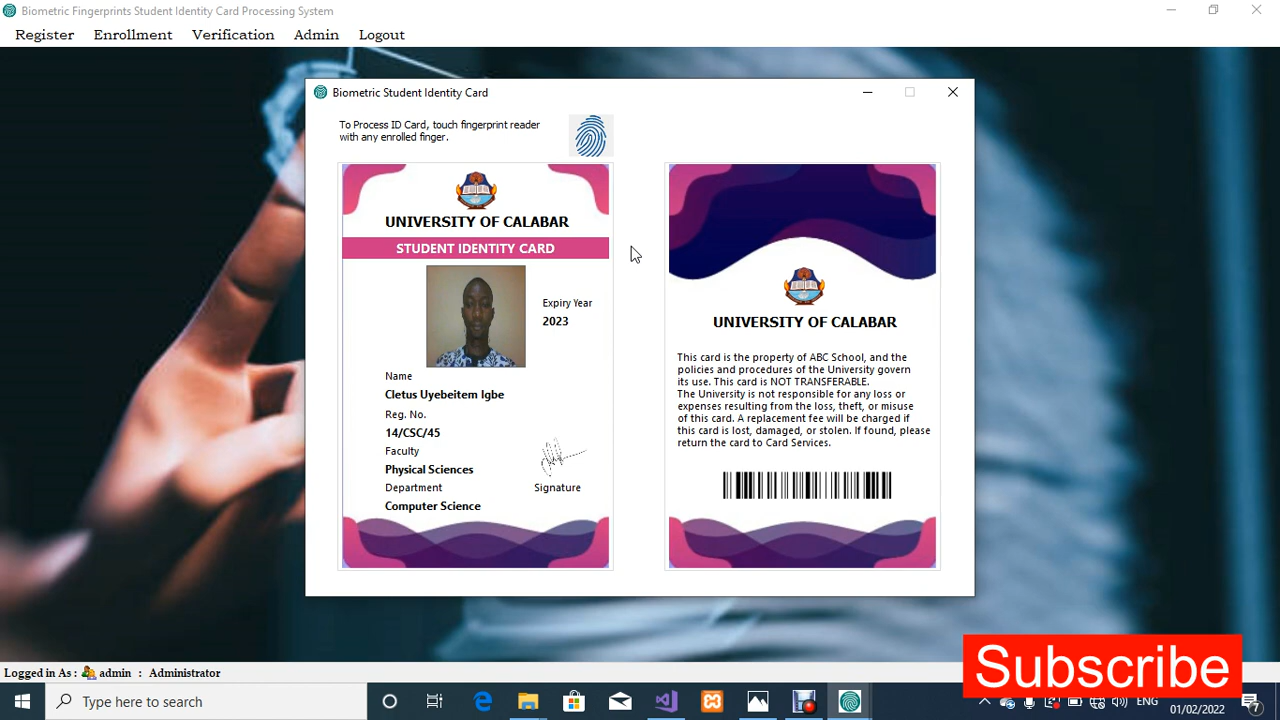 Biometric Fingerprints Student Identity Card Processing System
Register Enrollment Verification Admin Logout
Biometric Student Identity Card
To Process ID Card, touch fingerprint reader
with any enrolled finger.
UNIVERSITY OF CALABAR
STUDENT IDENTITY CARD
Expiry Year
2023
Name
Cletus Uyebeitem Igbe
Reg. No.
14/CSC/45
Faculty
Physical Sciences
Department
Signature
Computer Science
UNIVERSITY OF CALABAR
This card is the property of ABC School, and the
policies and procedures of the University govern
its use. This card is NOT TRANSFERABLE.
The University is not responsible for any loss or
expenses resulting from the loss, theft, or misuse
of this card. A replacement fee will be charged if
this card is lost, damaged, or stolen. If found, please
return the card to Card Services.
Logged in As : admin : Administrator
Subscribe
Type here to search
ENG
01/02/2022
7